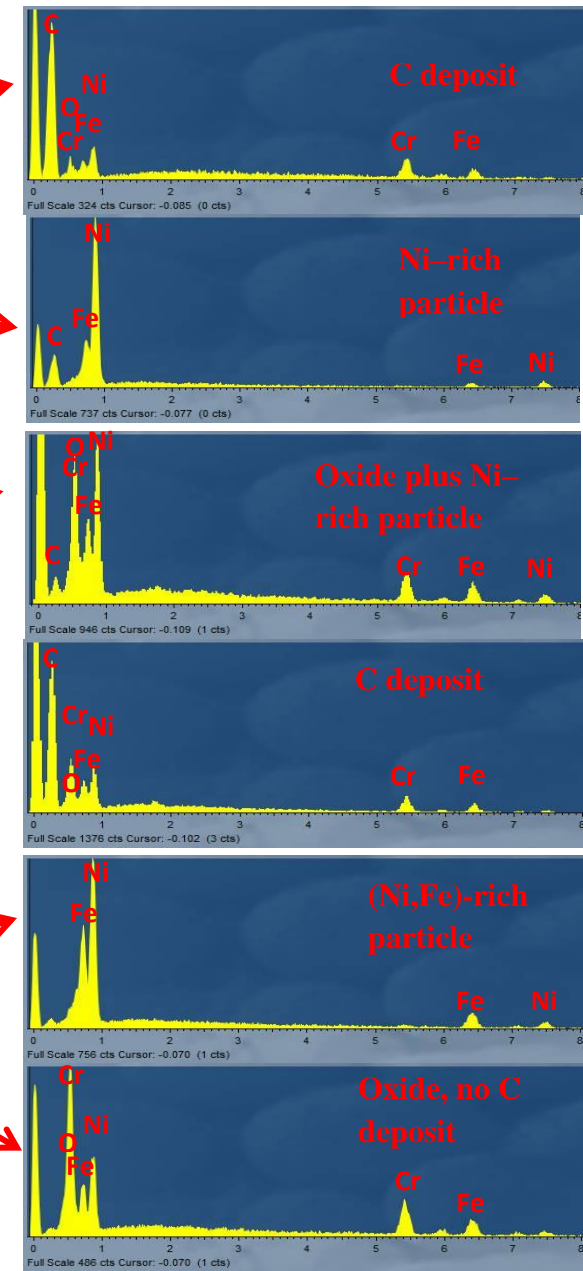 C
Ni
O
Fe
Cr
C deposit
Cr
Fe
0 1 2 3 4 5 6 7 8
Full Scale 324 cts Cursor: -0.085 (0 cts)
Ni
Fe
C
Ni–rich
particle
Fe
Ni
0 1 2 3 4 5 6 7 8
Full Scale 737 cts Cursor: -0.077 (0 cts)
O
Ni
Cr
Fe
C
Oxide plus Ni–
rich particle
Cr
Fe
Ni
0 1 2 3 4 5 6 7 8
Full Scale 946 cts Cursor: -0.109 (1 cts)
C
Cr
Ni
Fe
O
C deposit
Cr
Fe
0 1 2 3 4 5 6 7 8
Full Scale 1376 cts Cursor: -0.102 (3 cts)
Ni
Fe
(Ni,Fe)-rich
particle
Fe
Ni
0 1 2 3 4 5 6 7 8
Full Scale 756 cts Cursor: -0.070 (1 cts)
Cr
Ni
O
Fe
Oxide, no C
deposit
Cr
Fe
0 1 2 3 4 5 6 7 8
Full Scale 486 cts Cursor: -0.070 (1 cts)